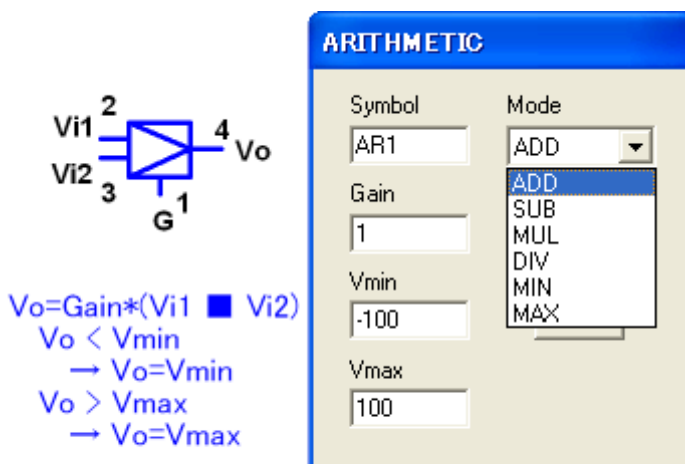 2
Vi1
4
Vo
Vi2
3
1
G
Vo=Gain*(Vi1 ■ Vi2)
Vo < Vmin
→ Vo=Vmin
Vo > Vmax
→ Vo=Vmax
ARITHMETIC
Symbol
AR1
Mode
ADD
ADD
SUB
MUL
DIV
MIN
MAX
Gain
1
Vmin
-100
Vmax
100